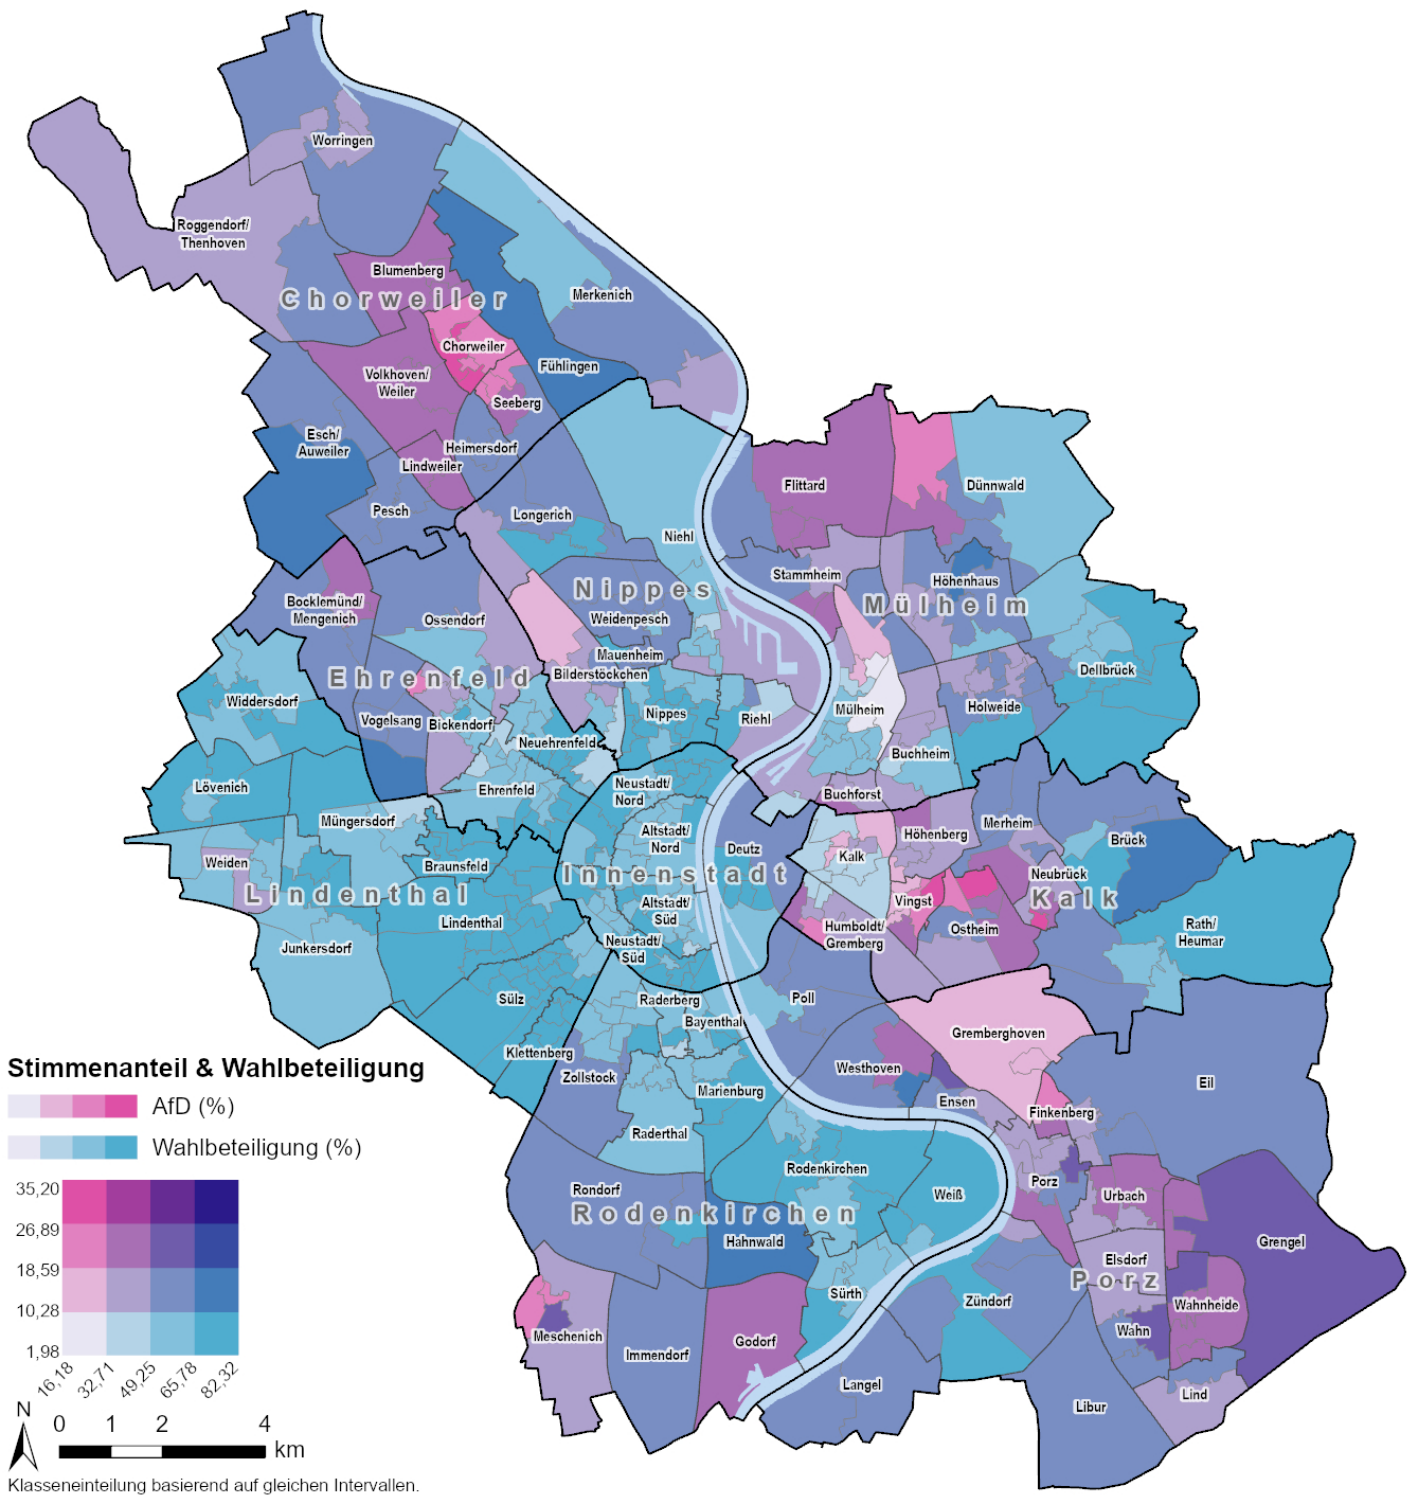 Worringen
Roggendorf/
Thenhoven
Blumenberg
Chorweiler
Merkenich
Chorweiler
Fühlingen
Volkhoven/
Weiler
Seeberg
Esch/
Auweiler
Heimersdorf
Lindweiler
Pesch
Flittard
Dünnwald
Longerich
Niehl
Stammheim
Höhenhaus
Nippes
Mülheim
Bocklemünd/
Mengenich
Ossendorf
Weidenpesch
Mauenheim
Bilderstöckchen
Ehrenfeld
Dellbrück
Widdersdorf
Vogelsang
Bickendorf
Nippes
Riehl
Mülheim
Holweide
Neuehrenfeld
Buchheim
Lövenich
Ehrenfeld
Neustadt/
Nord
Buchforst
Müngersdorf
Altstadt/
Nord
Deutz
Kalk
Höhenberg
Merheim
Brück
Weiden
Braunsfeld
Innenstadt
Neubrück
Lindenthal
Kalk
Vingst
Lindenthal
Altstadt/
Süd
Humboldt/
Gremberg
Ostheim
Rath/
Heumar
Junkersdorf
Neustadt/
Süd
Sülz
Raderberg
Poll
Bayenthal
Gremberghoven
Klettenberg
Zollstock
Marienburg
Westhoven
Ensen
Finkenberg
Eil
Raderthal
Rodenkirchen
Weiß
Porz
Urbach
Rondorf
Rodenkirchen
Hahnwald
Grengel
Elsdorf
Porz
Sürth
Zündorf
Wahnheide
Meschenich
Wahn
Immendorf
Godorf
Langel
Lind
Libur
Stimmenanteil & Wahlbeteiligung
AfD (%)
Wahlbeteiligung (%)
35,20
26,89
18,59
10,28
1,98
16,18
32,71
49,25
65,78
82,32
N
0 1 2 4
km
Klasseneinteilung basierend auf gleichen Intervallen.